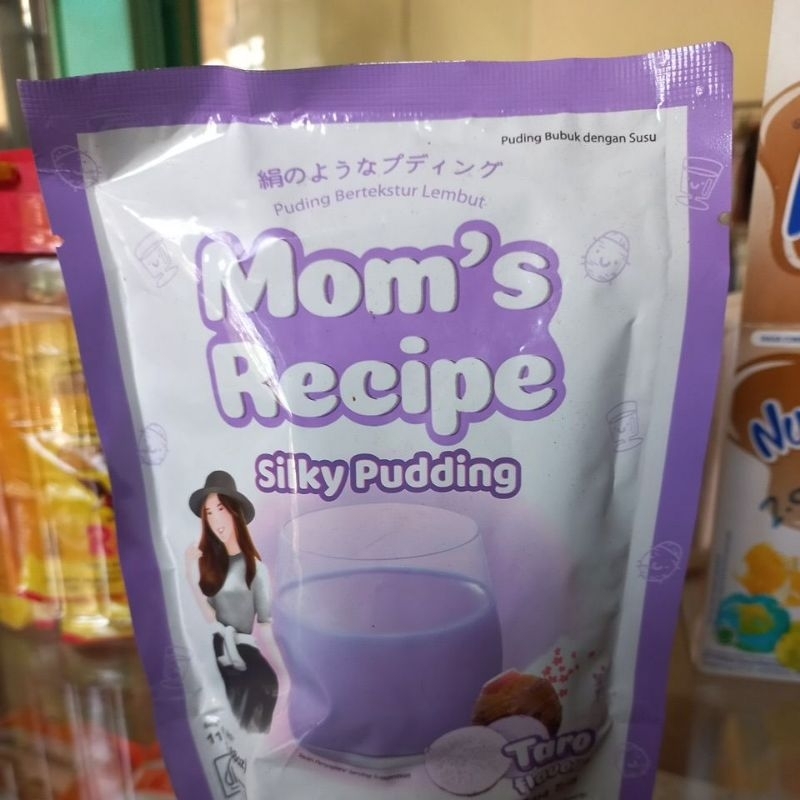 Puding Bubuk dengan Susu
絹のようなプディング
Puding Bertekstur Lembut
Mom's
Recipe
Silky Pudding
Taro